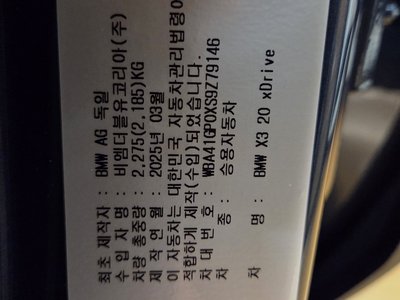 최초 제작자 : BMW AG 독일
수 입 자 명 : 비엠더블유코리아(주)
차량 총중량 : 2,275(2,185)KG
제 작 연 월 : 2025년 03월
이 자동차는 대한민국 자동차관리법령에
적합하게 제작(수입)되었습니다.
차 대 번 호 : WBA41GP0XS9Z79146
차 종 : 승용자동차
차 명 : BMW X3 20 xDrive